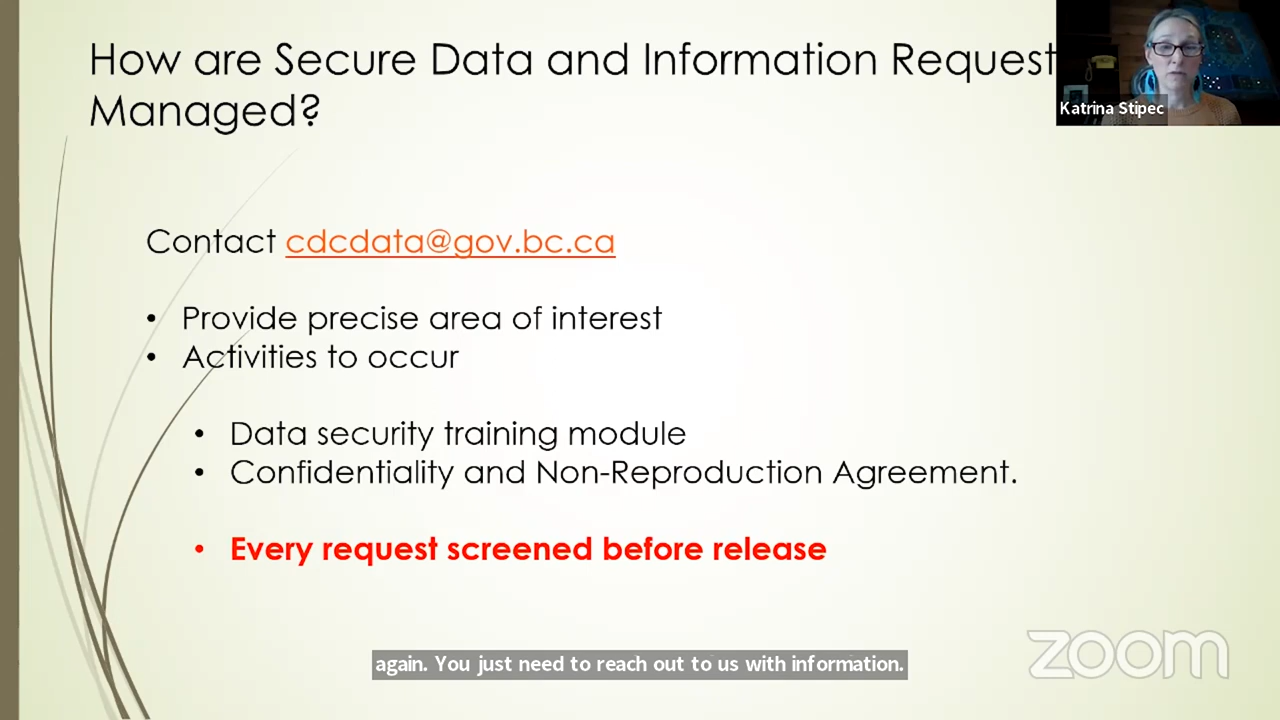 How are Secure Data and Information Request
Managed?
Katrina Stipec
Contact cdcdata@gov.bc.ca
• Provide precise area of interest
• Activities to occur
• Data security training module
• Confidentiality and Non-Reproduction Agreement.
• Every request screened before release
again. You just need to reach out to us with information.
zoom